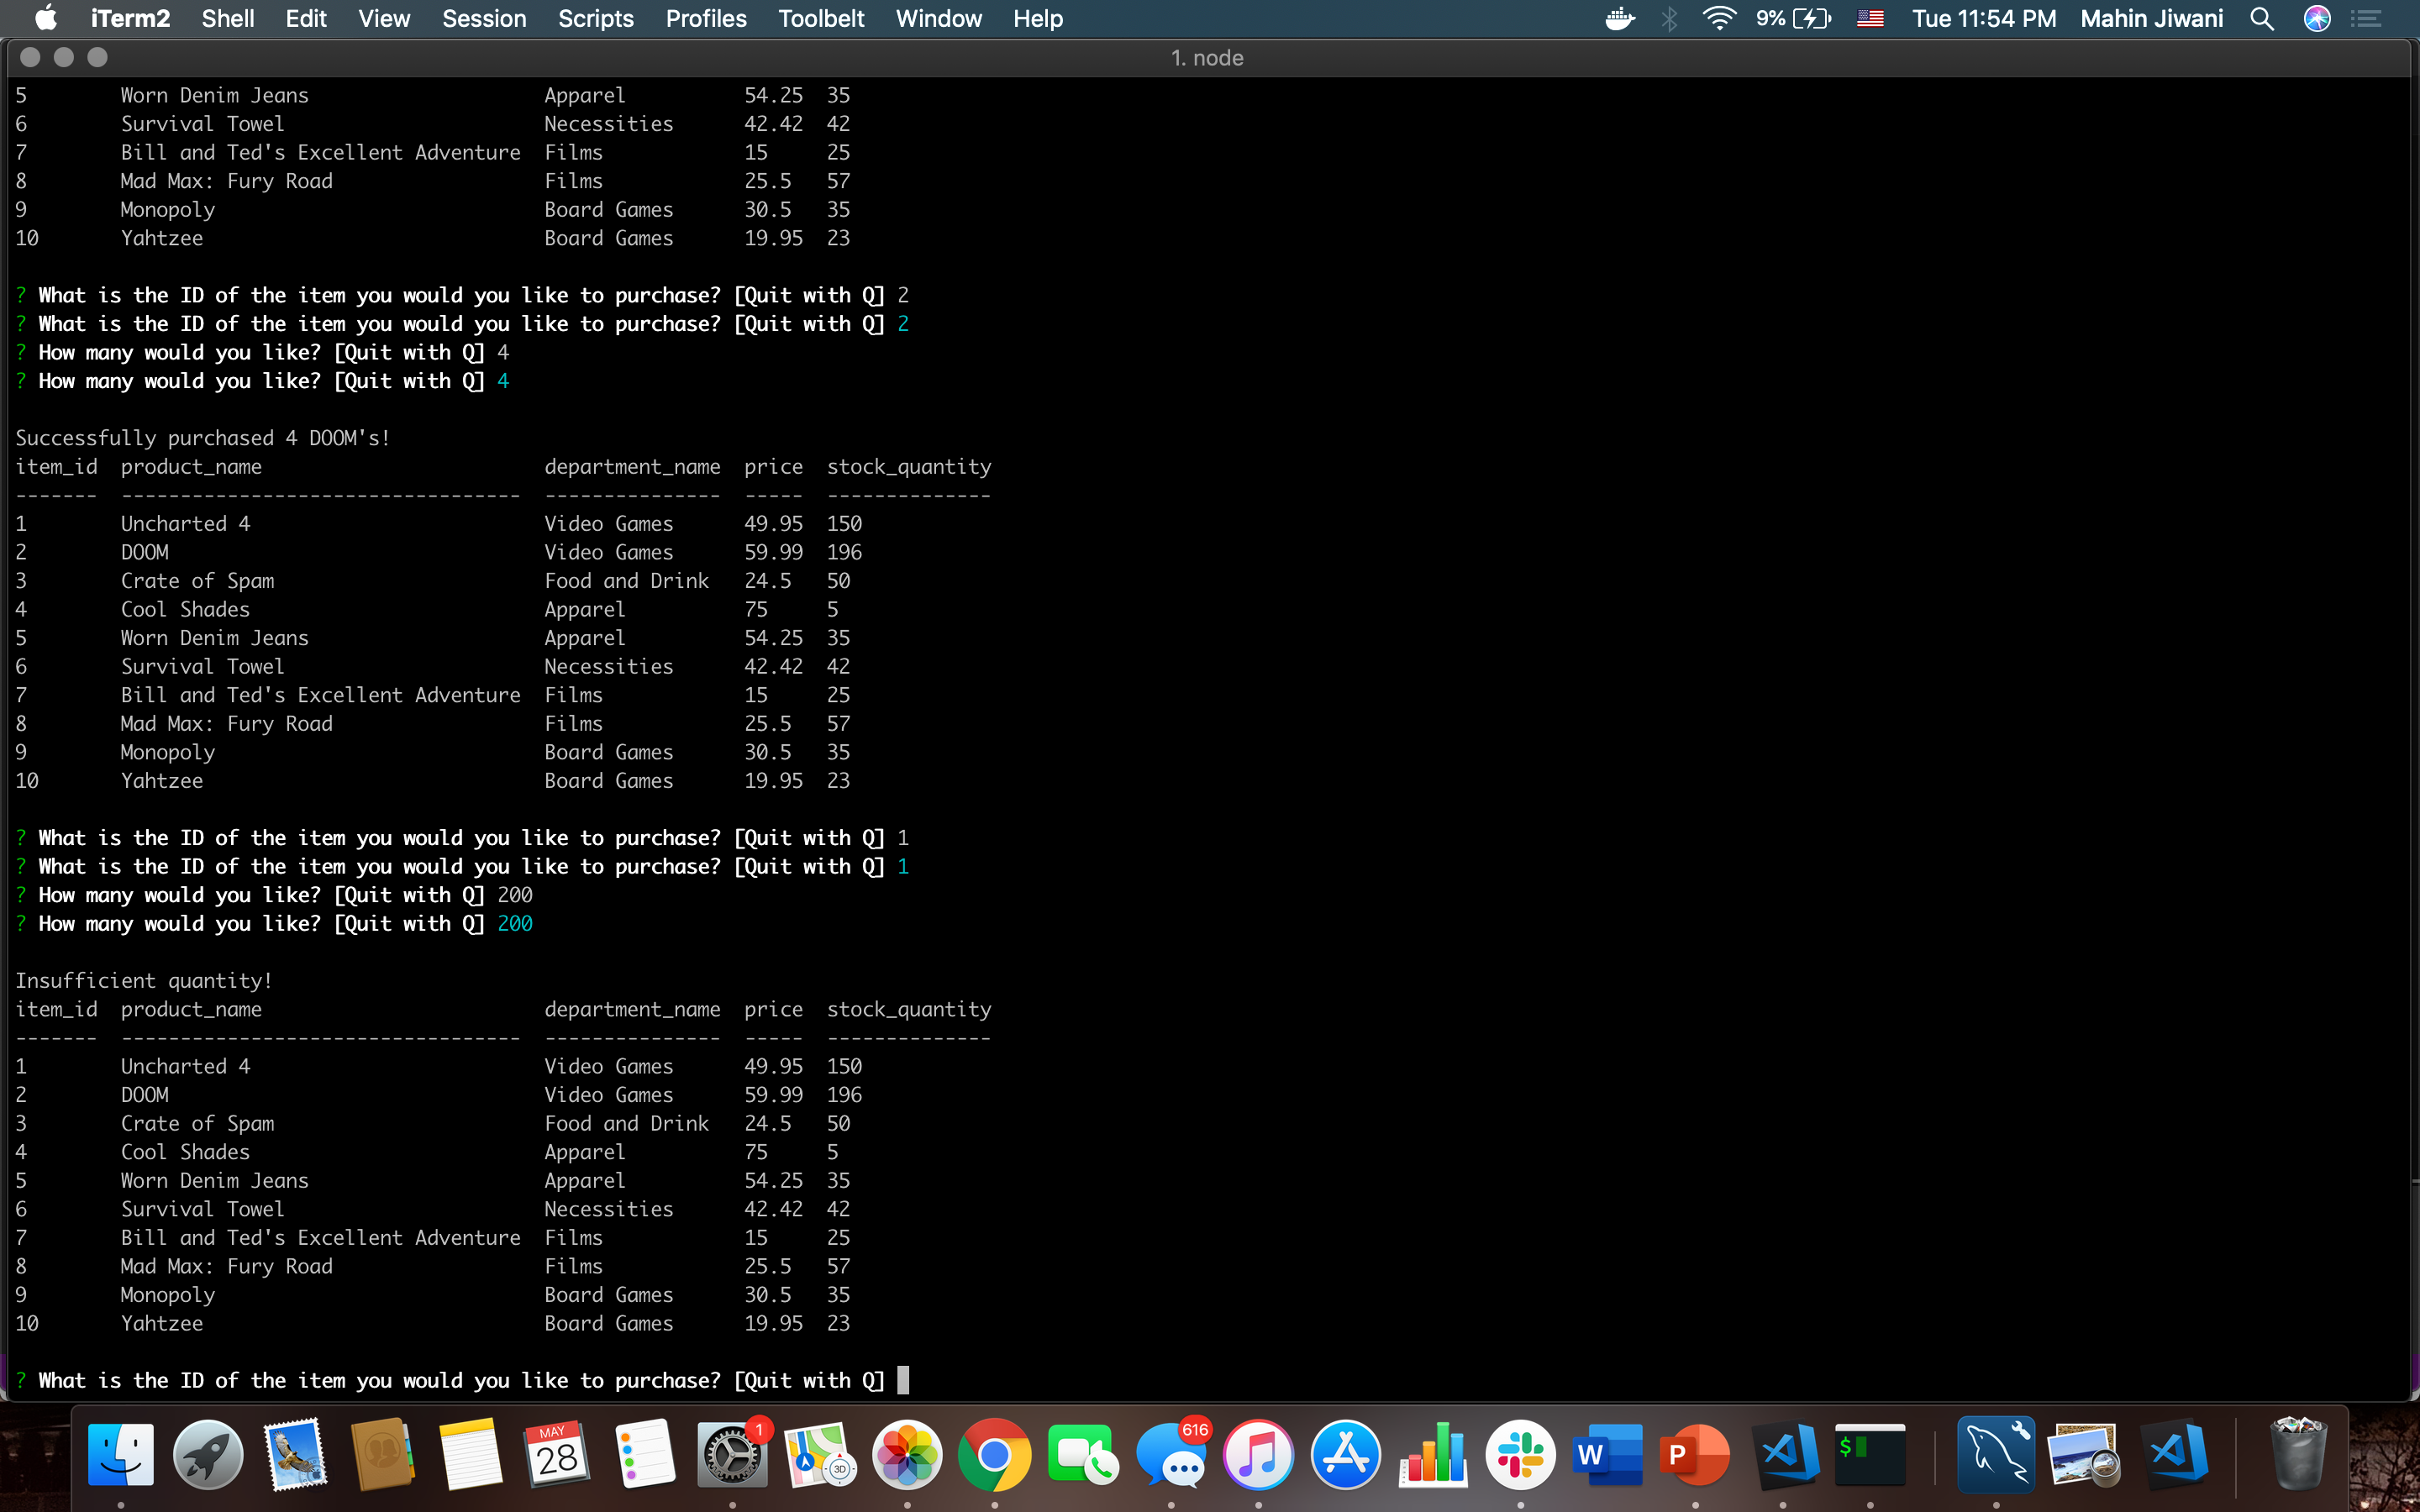 iTerm2 Shell Edit View Session Scripts Profiles Toolbelt Window Help 9% Tue 11:54 PM Mahin Jiwani
1. node
5 Worn Denim Jeans Apparel 54.25 35
6 Survival Towel Necessities 42.42 42
7 Bill and Ted's Excellent Adventure Films 15 25
8 Mad Max: Fury Road Films 25.5 57
9 Monopoly Board Games 30.5 35
10 Yahtzee Board Games 19.95 23
? What is the ID of the item you would you like to purchase? [Quit with Q] 2
? What is the ID of the item you would you like to purchase? [Quit with Q] 2
? How many would you like? [Quit with Q] 4
? How many would you like? [Quit with Q] 4
Successfully purchased 4 DOOM's!
item_id product_name department_name price stock_quantity
------- ---------------------------------- --------------- ----- --------------
1 Uncharted 4 Video Games 49.95 150
2 DOOM Video Games 59.99 196
3 Crate of Spam Food and Drink 24.5 50
4 Cool Shades Apparel 75 5
5 Worn Denim Jeans Apparel 54.25 35
6 Survival Towel Necessities 42.42 42
7 Bill and Ted's Excellent Adventure Films 15 25
8 Mad Max: Fury Road Films 25.5 57
9 Monopoly Board Games 30.5 35
10 Yahtzee Board Games 19.95 23
? What is the ID of the item you would you like to purchase? [Quit with Q] 1
? What is the ID of the item you would you like to purchase? [Quit with Q] 1
? How many would you like? [Quit with Q] 200
? How many would you like? [Quit with Q] 200
Insufficient quantity!
item_id product_name department_name price stock_quantity
------- ---------------------------------- --------------- ----- --------------
1 Uncharted 4 Video Games 49.95 150
2 DOOM Video Games 59.99 196
3 Crate of Spam Food and Drink 24.5 50
4 Cool Shades Apparel 75 5
5 Worn Denim Jeans Apparel 54.25 35
6 Survival Towel Necessities 42.42 42
7 Bill and Ted's Excellent Adventure Films 15 25
8 Mad Max: Fury Road Films 25.5 57
9 Monopoly Board Games 30.5 35
10 Yahtzee Board Games 19.95 23
? What is the ID of the item you would you like to purchase? [Quit with Q]
MAY
28
1
3D
616
W
P
$